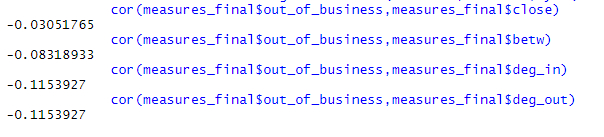 cor(measures_final$out_of_business,measures_final$close)
-0.03051765
cor(measures_final$out_of_business,measures_final$betw)
-0.08318933
cor(measures_final$out_of_business,measures_final$deg_in)
-0.1153927
cor(measures_final$out_of_business,measures_final$deg_out)
-0.1153927